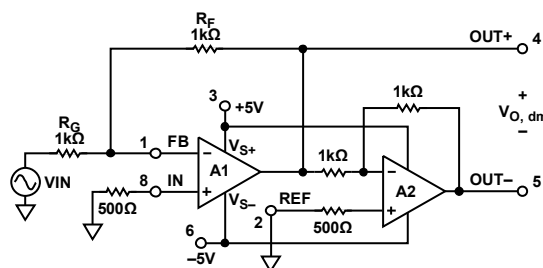 RF
1kΩ
OUT+
4
RG
1kΩ
3
+5V
1kΩ
VO, dm
+
–
1
FB
VS+
–
A1
+
VIN
8
IN
500Ω
VS–
1kΩ
–
A2
+
OUT–
5
REF
2
500Ω
6
–5V